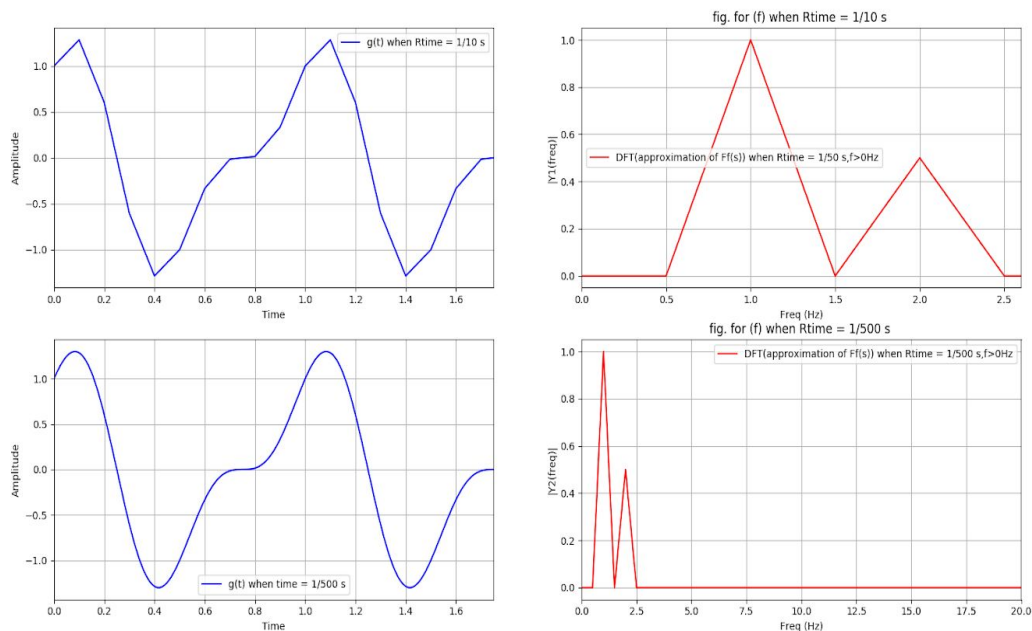 g(t) when Rtime = 1/10 s
1.0
0.5
0.0
−0.5
−1.0
Amplitude
0.0 0.2 0.4 0.6 0.8 1.0 1.2 1.4 1.6
Time
fig. for (f) when Rtime = 1/10 s
1.0
0.8
0.6
0.4
0.2
0.0
|Y1(freq)|
DFT(approximation of Ff(s)) when Rtime = 1/50 s,f>0Hz
0.0 0.5 1.0 1.5 2.0 2.5
Freq (Hz)
1.0
0.5
0.0
−0.5
−1.0
Amplitude
g(t) when time = 1/500 s
0.0 0.2 0.4 0.6 0.8 1.0 1.2 1.4 1.6
Time
fig. for (f) when Rtime = 1/500 s
DFT(approximation of Ff(s)) when Rtime = 1/500 s,f>0Hz
1.0
0.8
0.6
0.4
0.2
0.0
|Y2(freq)|
0.0 2.5 5.0 7.5 10.0 12.5 15.0 17.5 20.0
Freq (Hz)